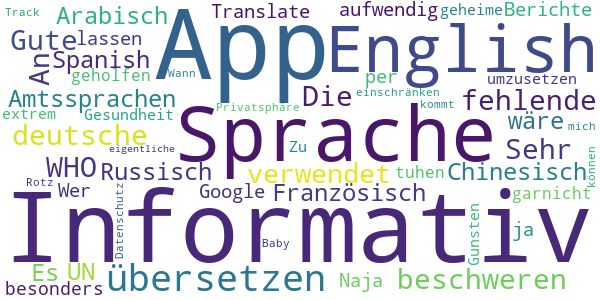 Track
Arabisch
Translate
aufwendig
geheime
Berichte
Gute
lassen
App
English
An
Spanish
geholfen
Wann
per
umzusetzen
Amtssprachen
Privatsphäre
Die
einschränken
fehlende
extrem
Gesundheit
Sprache
kommt
wäre
mich
deutsche
eigentliche
Zu
Sehr
WHO
Russisch
verwendet
tuhen
Chinesisch
können
Rotz
Wer
Datenschutz
Google
Französisch
garnicht
Informativ
Gunsten
ja
Baby
Es
UN
besonders
übersetzen
Naja
beschweren